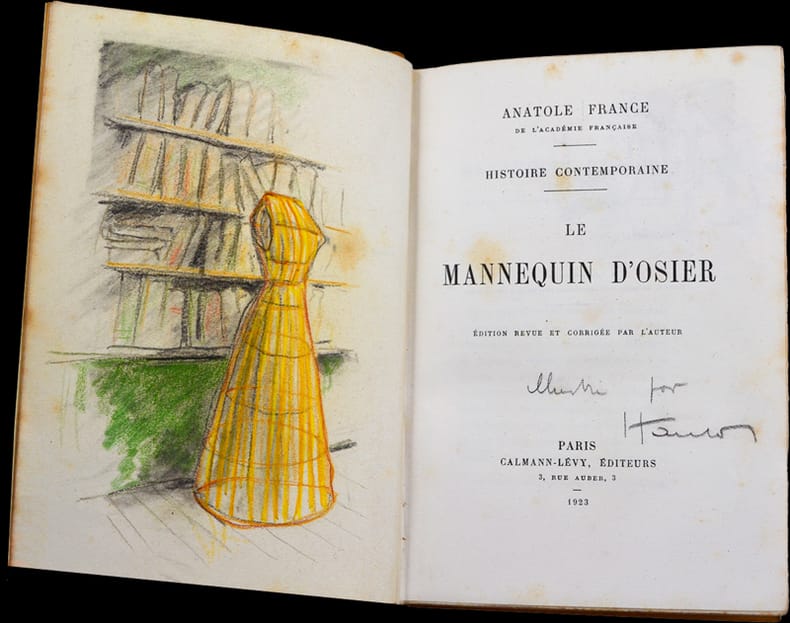 ANATOLE FRANCE
DE L'ACADÉMIE FRANÇAISE
HISTOIRE CONTEMPORAINE
LE
MANNEQUIN D'OSIER
ÉDITION REVUE ET CORRIGÉE PAR L'AUTEUR
par
PARIS
CALMANN-LÉVY, ÉDITEURS
3, RUE AUBER, 3
1923